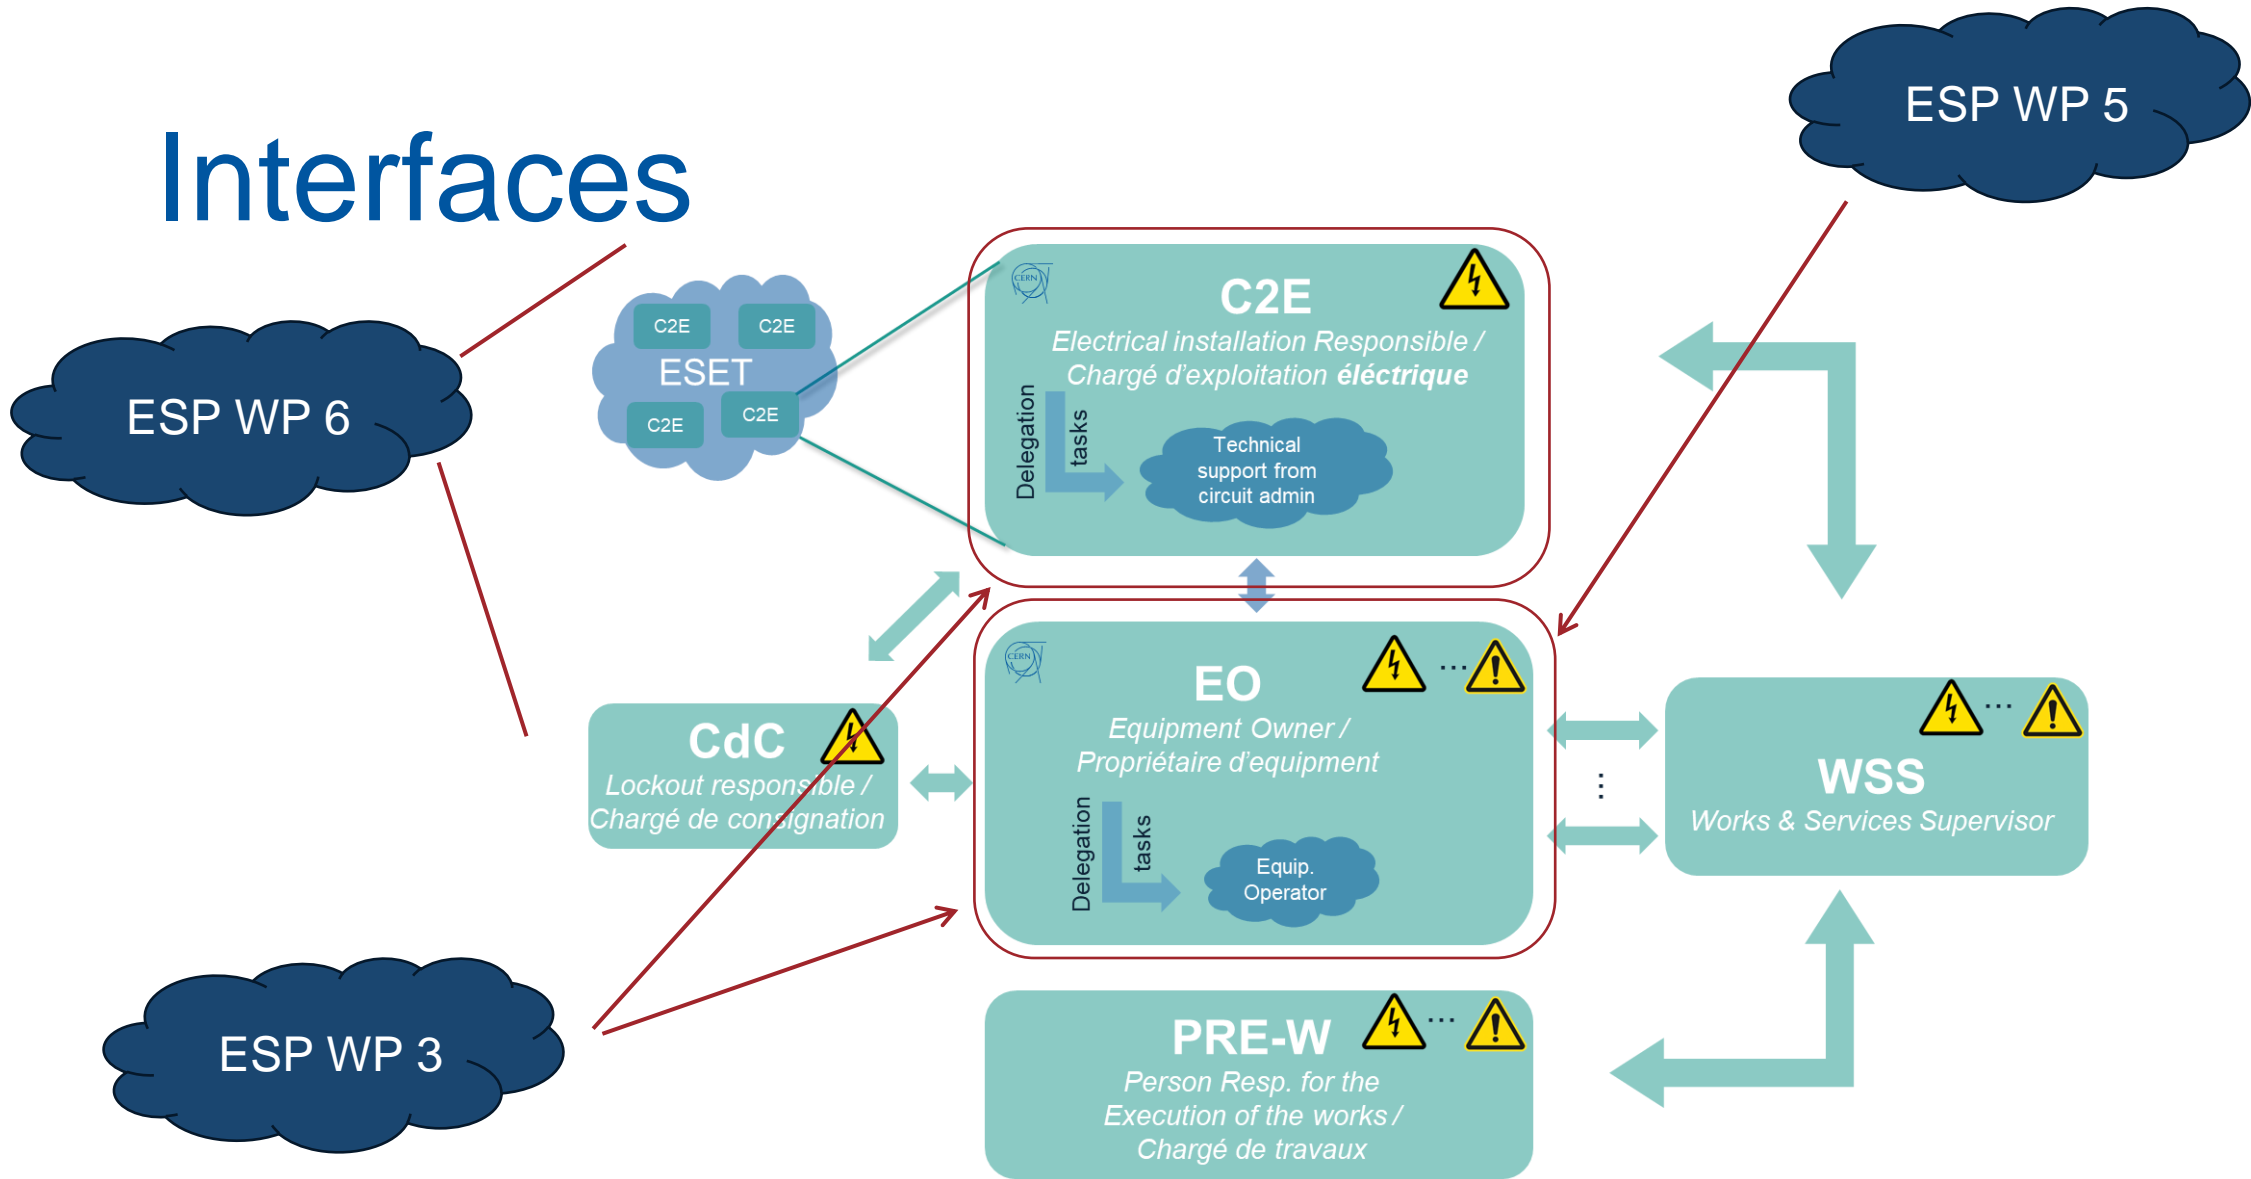 Interfaces
ESP WP 5
ESP WP 6
C2E
C2E
ESET
C2E
C2E
CERN
C2E
Electrical installation Responsible /
Chargé d'exploitation éléctrique
Delegation
tasks
Technical
support from
circuit admin
CERN
EO
...
Equipment Owner /
Propriétaire d'equipment
Delegation
tasks
Equip.
Operator
CdC
Lockout responsible /
Chargé de consignation
...
...
WSS
Works & Services Supervisor
ESP WP 3
PRE-W
...
Person Resp. for the
Execution of the works /
Chargé de travaux